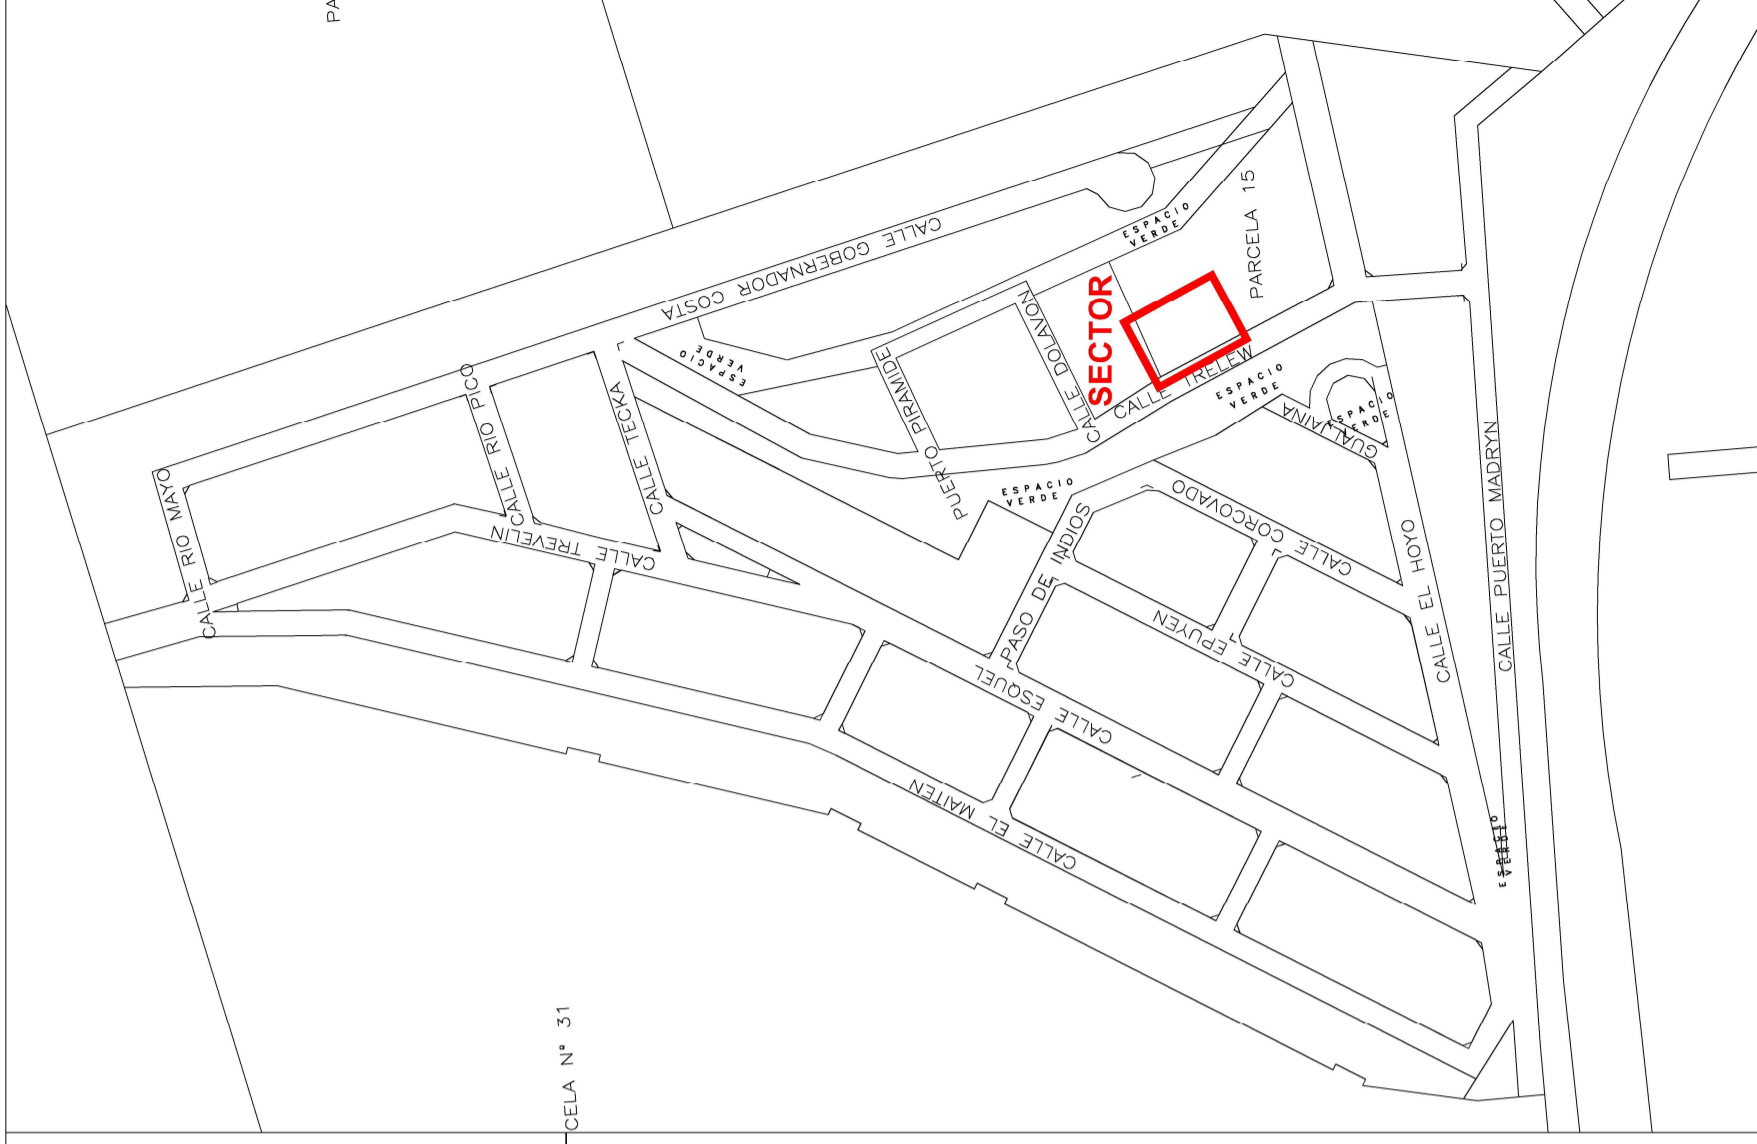 PA
CALLE GOBERNADOR COSTA
ESPACIO
VERDE
PARCELA 15
SECTOR
CALLE DOLAVON
PUERTO PIRAMIDE
ESPACIO
VERDE
CALLE TRELEW
ESPACIO
VERDE
GUALJAINA
ESPACIO
VERDE
CALLE RIO PICO
CALLE TECKA
CALLE RIO MAYO
CALLE TREVELIN
ESPACIO
VERDE
PASO DE INDIOS
CALLE CORCOVADO
CALLE EPUYEN
CALLE ESQUEL
CALLE EL HOYO
CALLE PUERTO MADRYN
CALLE EL MAITEN
ESPACIO
VERDE
CELA Nº 31